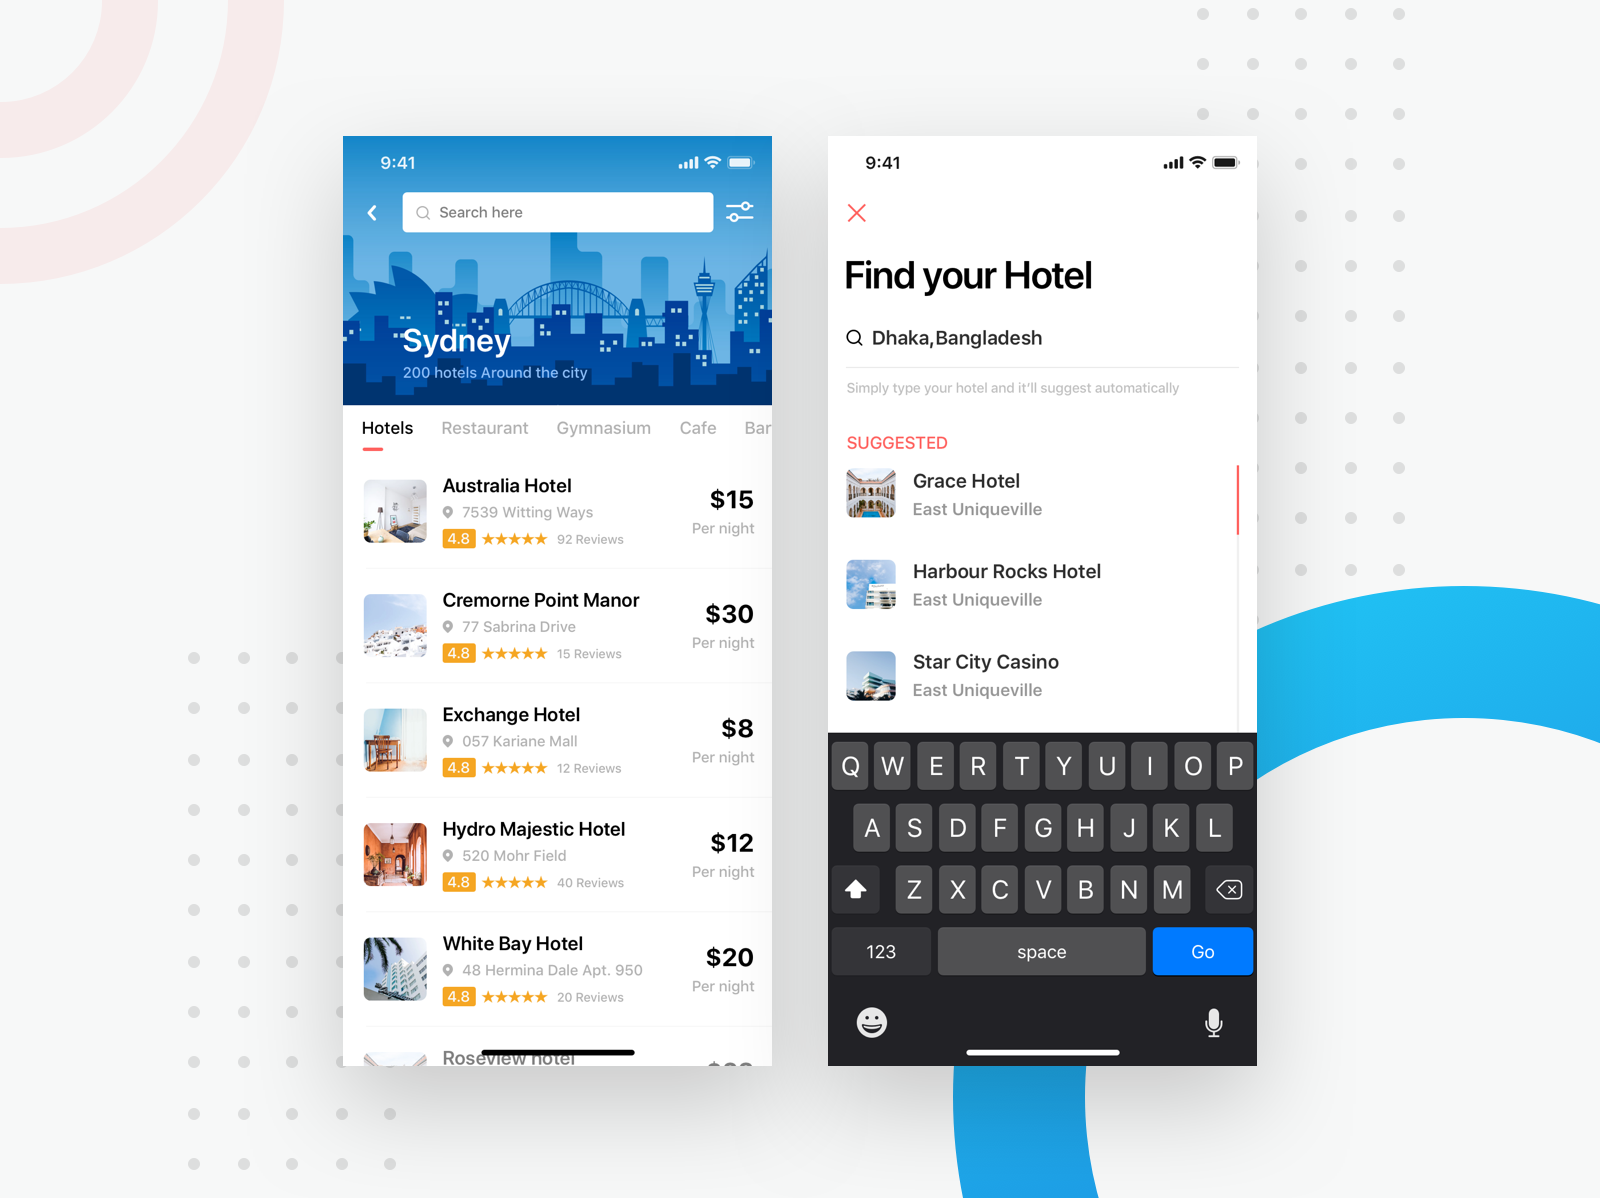 9:41
Search here
Sydney
200 hotels Around the city
Hotels Restaurant Gymnasium Cafe Bar
Australia Hotel
7539 Witting Ways
4.8 92 Reviews
$15
Per night
Cremorne Point Manor
77 Sabrina Drive
4.8 15 Reviews
$30
Per night
Exchange Hotel
057 Kariane Mall
4.8 12 Reviews
$8
Per night
Hydro Majestic Hotel
520 Mohr Field
4.8 40 Reviews
$12
Per night
White Bay Hotel
48 Hermina Dale Apt. 950
4.8 20 Reviews
$20
Per night
Roseview hotel
9:41
Find your Hotel
Dhaka,Bangladesh
Simply type your hotel and it'll suggest automatically
SUGGESTED
Grace Hotel
East Uniqueville
Harbour Rocks Hotel
East Uniqueville
Star City Casino
East Uniqueville
Q W E R T Y U I O P
A S D F G H J K L
Z X C V B N M
123 space Go